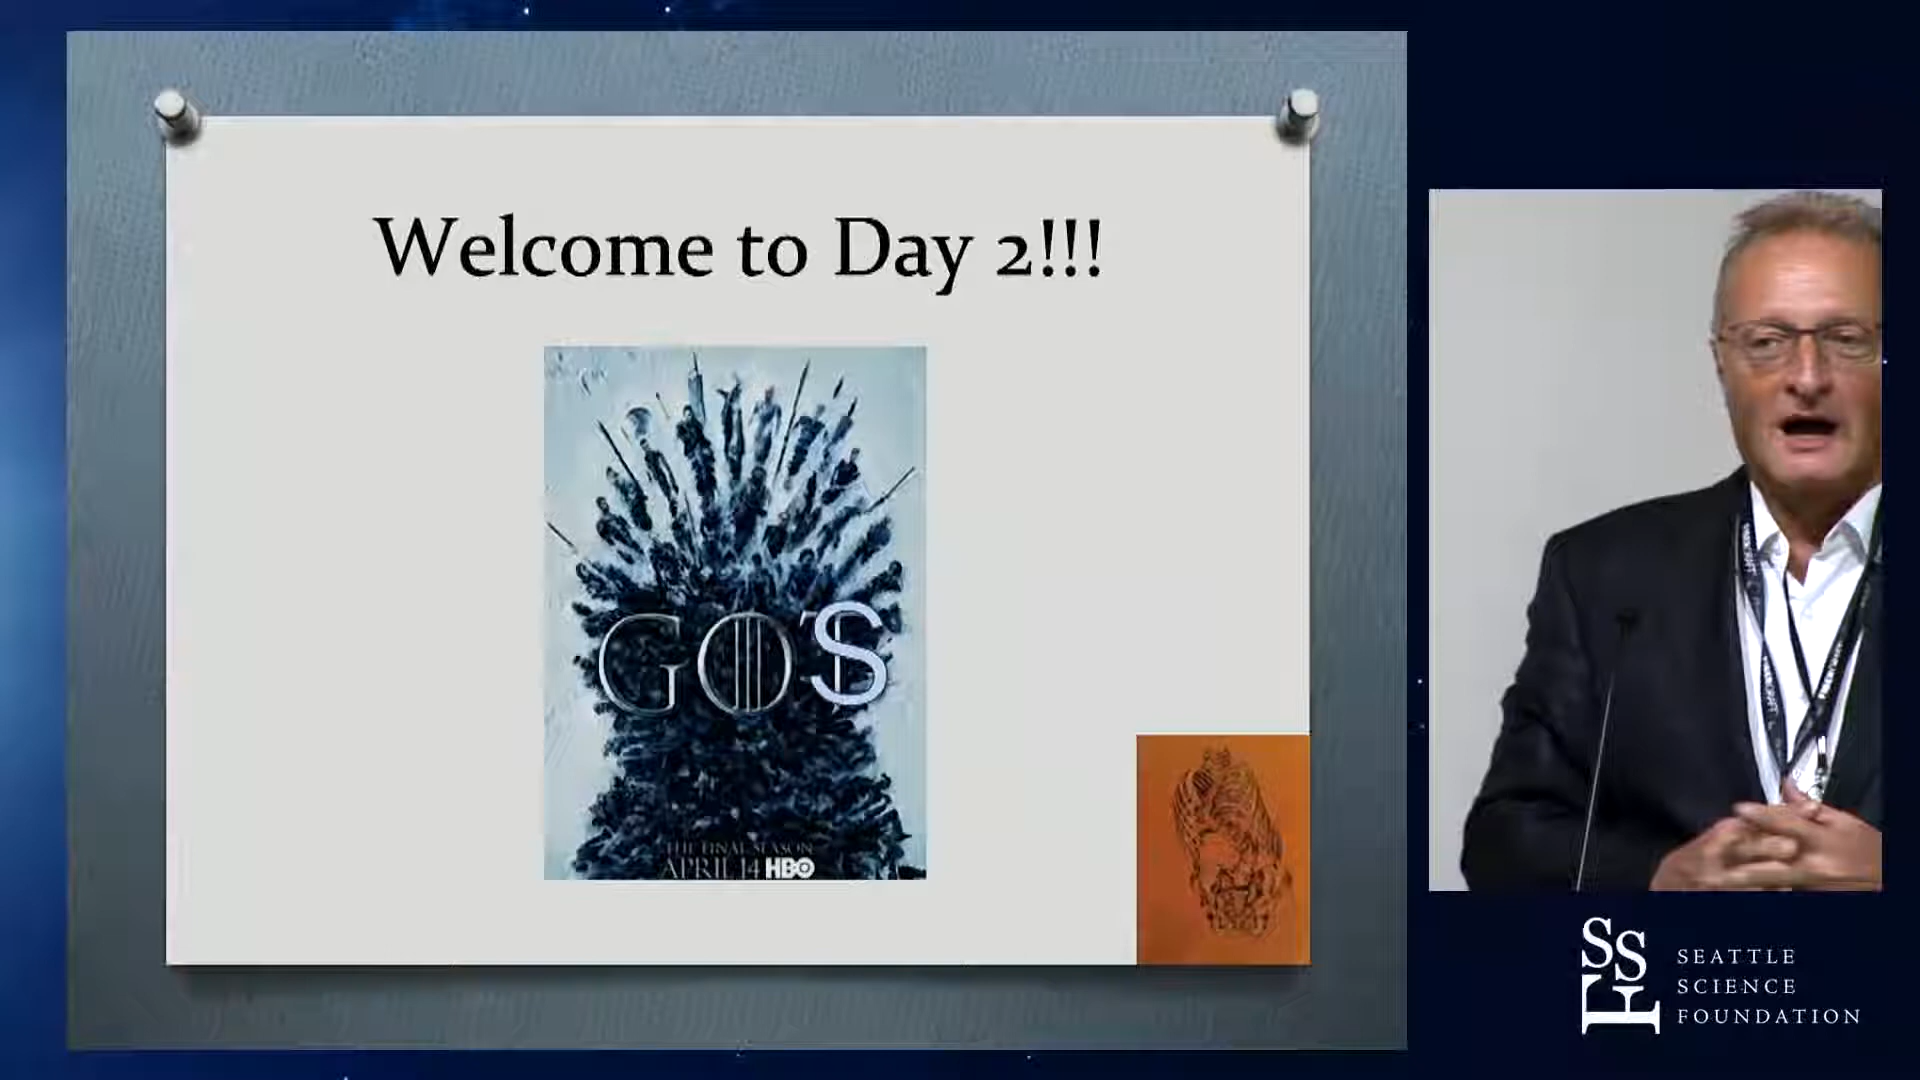 Welcome to Day 2!!!
GOS
THE FINAL SEASON
APRIL 14 HBO
SEATTLE
SCIENCE
FOUNDATION